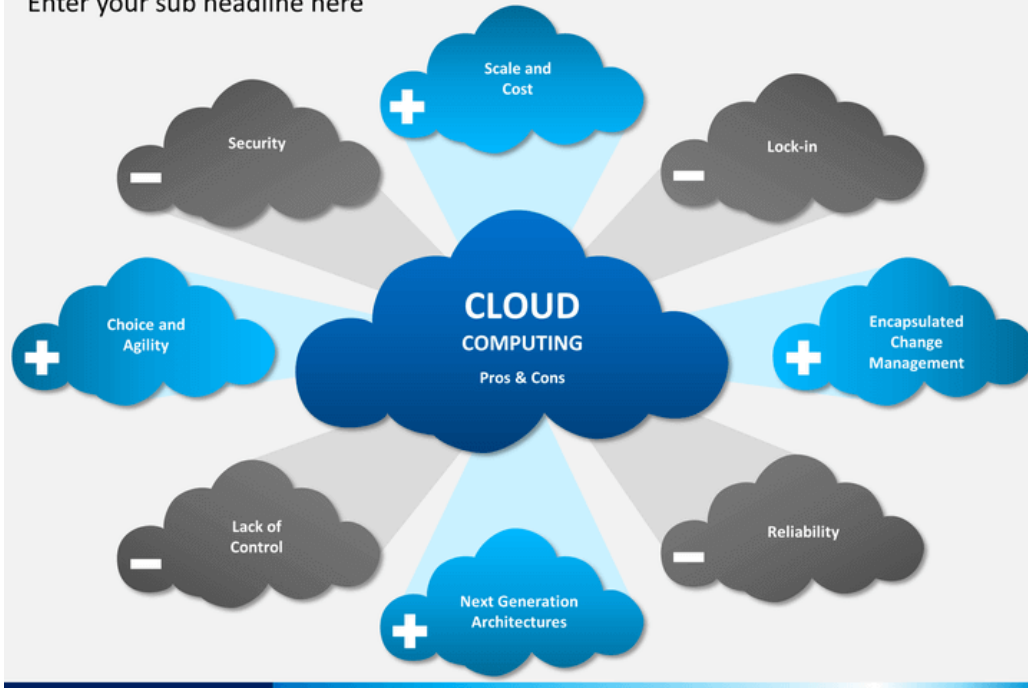 Enter your sub headline here
Scale and
Cost
Security
Lock-in
Choice and
Agility
CLOUD
COMPUTING
Pros & Cons
Encapsulated
Change
Management
Lack of
Control
Reliability
Next Generation
Architectures